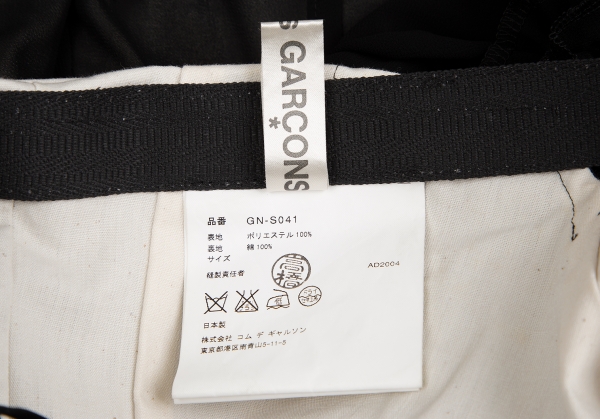 S GARCONS
*
品番 GN-S041
表地 ポリエステル100%
裏地 綿100%
サイズ
縫製責任者
高橋
AD2004
日本製
株式会社 コム デ ギャルソン
東京都港区南青山5-11-5